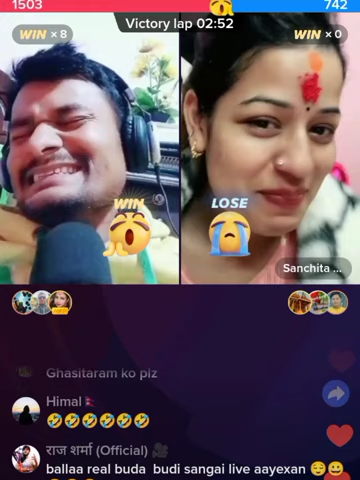 1503
742
Victory lap 02:52
WIN × 8
WIN × 0
WIN
LOSE
Sanchita ...
Ghasitaram ko plz
Himal🇳🇵
🤣🤣🤣🤣🤣🤣
राज शर्मा (Official) 🎥
ballaa real buda budi sangai live aayexan 😌😀